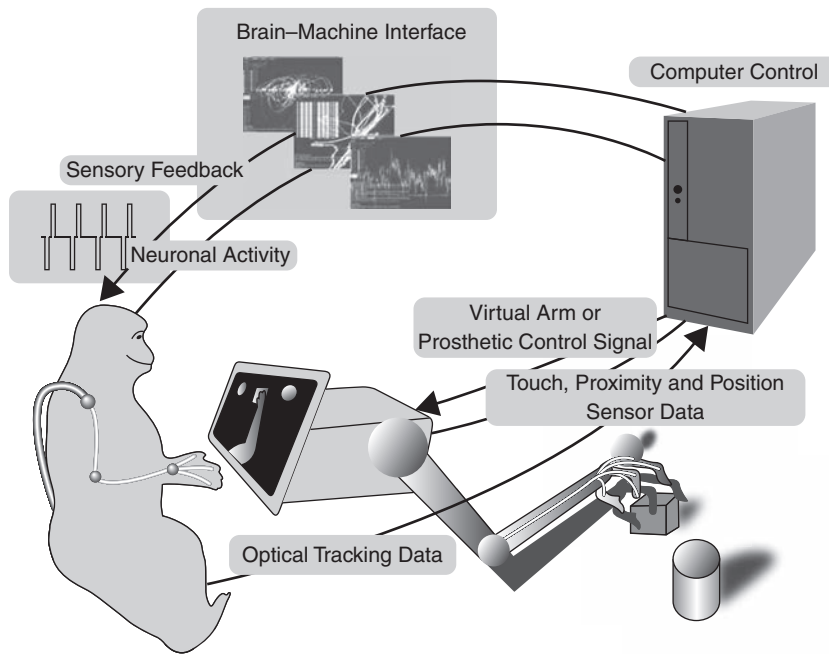 Brain–Machine Interface
Computer Control
Sensory Feedback
Neuronal Activity
Virtual Arm or
Prosthetic Control Signal
Touch, Proximity and Position
Sensor Data
Optical Tracking Data